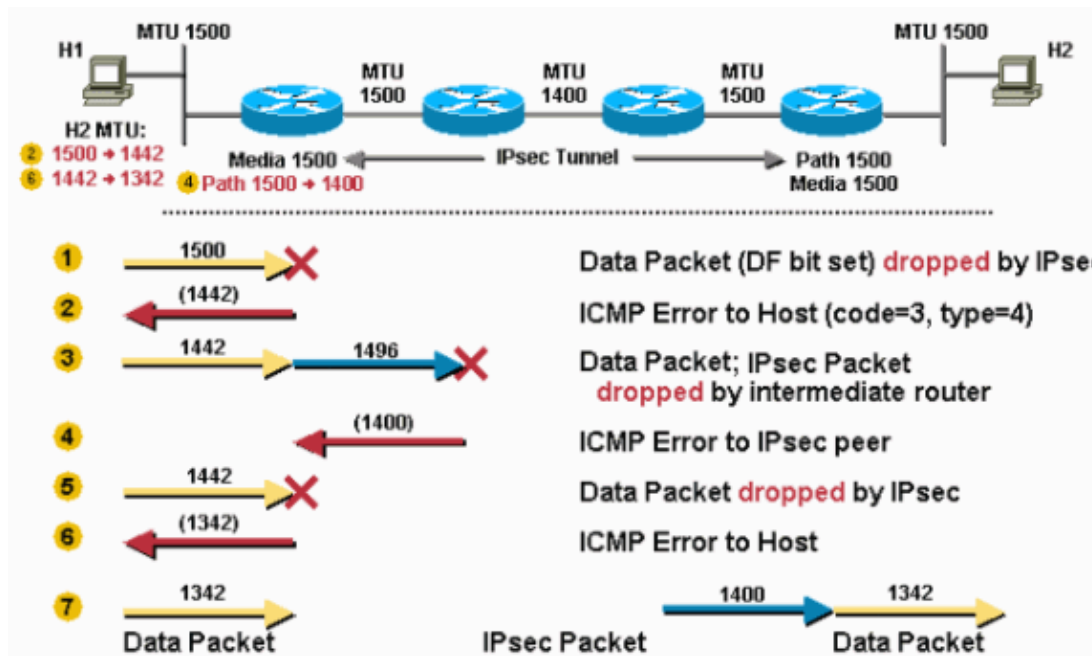 MTU 1500
MTU 1500
H1
H2
MTU
1500
MTU
1400
MTU
1500
H2 MTU:
2 1500 → 1442
6 1442 → 1342
Media 1500
IPsec Tunnel
Path 1500
4 Path 1500 → 1400
Media 1500
1 1500 Data Packet (DF bit set) dropped by IPsec
2 (1442) ICMP Error to Host (code=3, type=4)
3 1442 1496 Data Packet; IPsec Packet
dropped by intermediate router
4 (1400) ICMP Error to IPsec peer
5 1442 Data Packet dropped by IPsec
6 (1342) ICMP Error to Host
7 1342 1400 1342
Data Packet IPsec Packet Data Packet